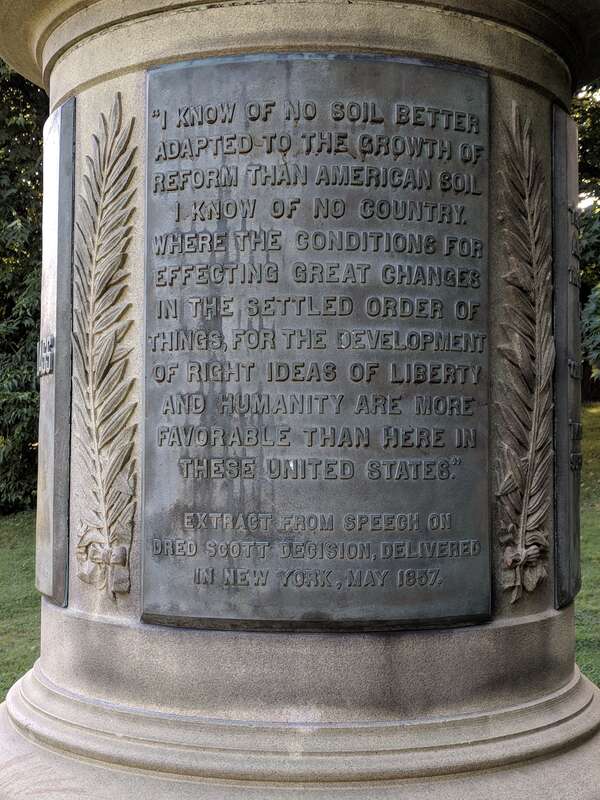 "I KNOW OF NO SOIL BETTER
ADAPTED TO THE GROWTH OF
REFORM THAN AMERICAN SOIL
I KNOW OF NO COUNTRY.
WHERE THE CONDITIONS FOR
EFFECTING GREAT CHANGES
IN THE SETTLED ORDER OF
THINGS, FOR THE DEVELOPMENT
OF RIGHT IDEAS OF LIBERTY
AND HUMANITY ARE MORE
FAVORABLE THAN HERE IN
THESE UNITED STATES."
EXTRACT FROM SPEECH ON
DRED SCOTT DECISION, DELIVERED
IN NEW YORK, MAY 1857.